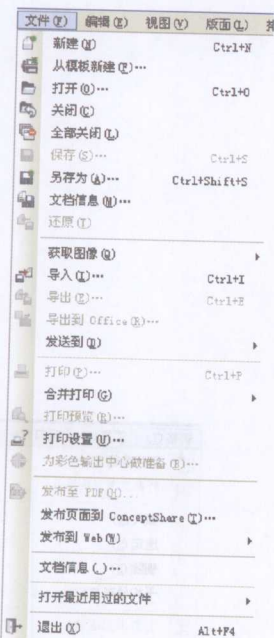 文件(F) 编辑(E) 视图(V) 版面(L)
新建(N) Ctrl+N
从模板新建(F)…
打开(O)… Ctrl+O
关闭(C)
全部关闭(L)
保存(S)… Ctrl+S
另存为(A)… Ctrl+Shift+S
文档信息(M)…
还原(T)
获取图像(Q)
导入(I)… Ctrl+I
导出(E)… Ctrl+E
导出到 Office(R)…
发送到(D)
打印(P)… Ctrl+P
合并打印(G)
打印预览(R)…
打印设置(U)…
为彩色输出中心做准备(B)…
发布至 PDF(H)...
发布页面到 ConceptShare(T)…
发布到 Web(W)
文档信息(_)…
打开最近用过的文件
退出(X) Alt+F4